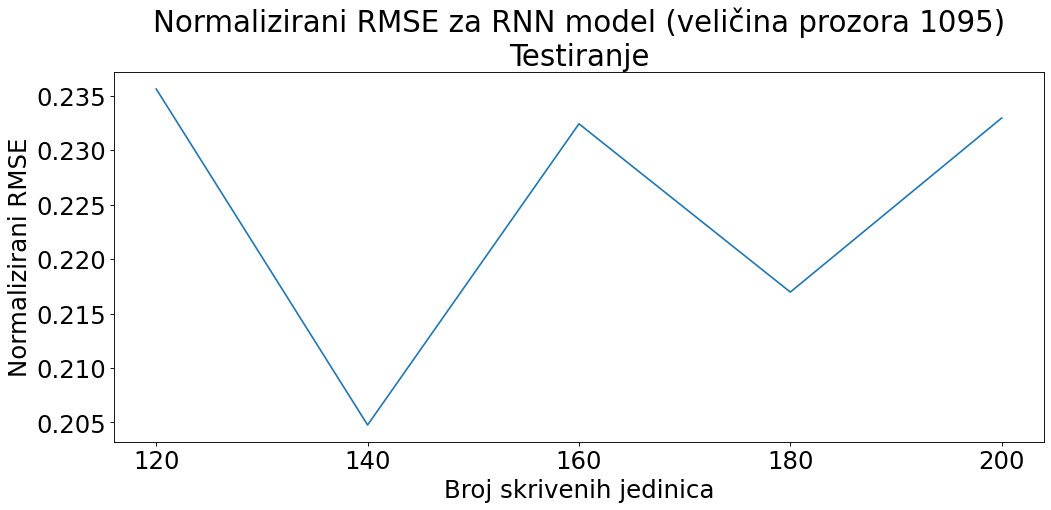 Normalizirani RMSE za RNN model (veličina prozora 1095)
Testiranje
Normalizirani RMSE
0.235
0.230
0.225
0.220
0.215
0.210
0.205
120 140 160 180 200
Broj skrivenih jedinica